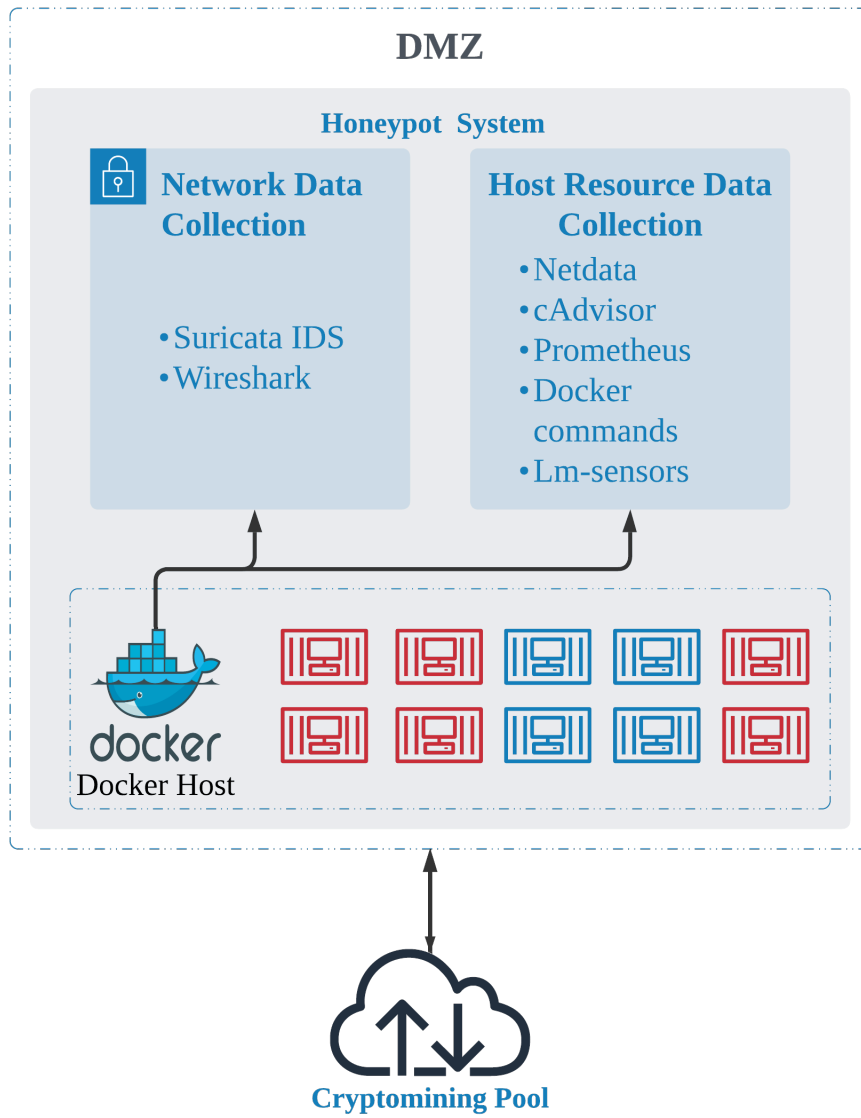 DMZ
Honeypot System
Network Data
Collection
• Suricata IDS
• Wireshark
Host Resource Data
Collection
• Netdata
• cAdvisor
• Prometheus
• Docker
commands
• Lm-sensors
docker
Docker Host
Cryptomining Pool